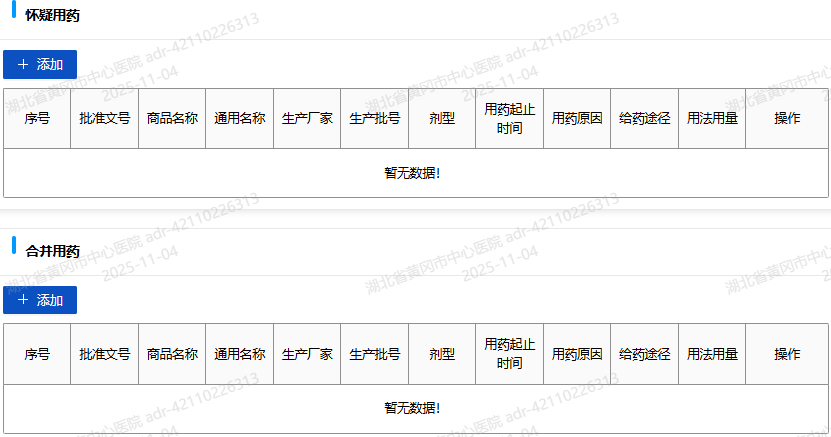 怀疑用药
+ 添加
序号 批准文号 商品名称 通用名称 生产厂家 生产批号 剂型 用药起止时间 用药原因 给药途径 用法用量 操作
暂无数据!
合并用药
+ 添加
序号 批准文号 商品名称 通用名称 生产厂家 生产批号 剂型 用药起止时间 用药原因 给药途径 用法用量 操作
暂无数据!
湖北省黄冈市中心医院 adr-42110226313
2025-11-04